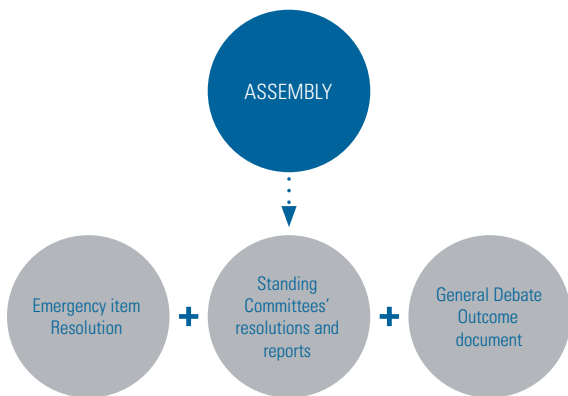 ASSEMBLY
Emergency item
Resolution
+
Standing
Committees’
resolutions and
reports
+
General Debate
Outcome
document